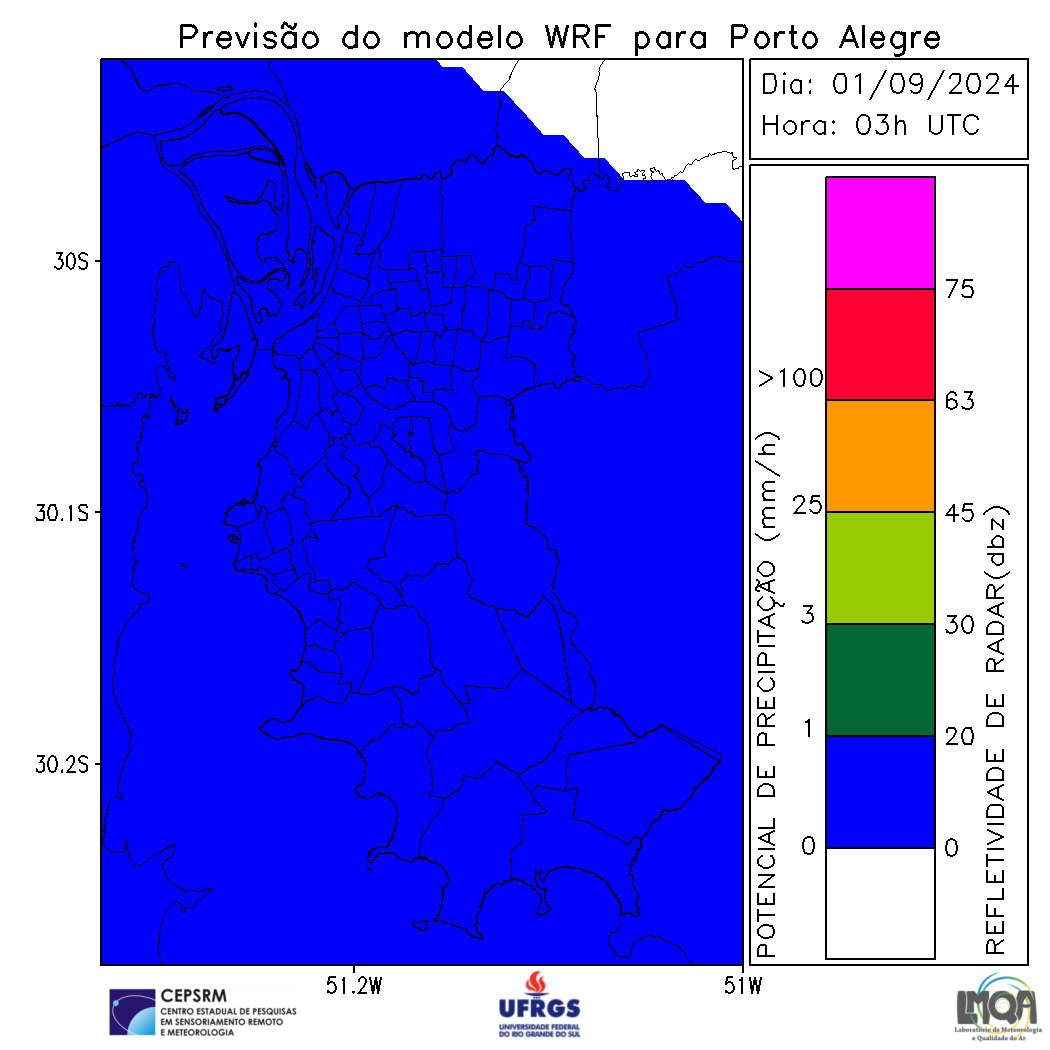 Previsão do modelo WRF para Porto Alegre
Dia: 01/09/2024
Hora: 03h UTC
30S
30.1S
30.2S
51.2W
51W
POTENCIAL DE PRECIPITAÇÃO (mm/h)
>100
25
3
1
0
75
63
45
30
20
0
REFLETIVIDADE DE RADAR(dbz)
CEPSRM
CENTRO ESTADUAL DE PESQUISAS
EM SENSORIAMENTO REMOTO
E METEOROLOGIA
UFRGS
UNIVERSIDADE FEDERAL
DO RIO GRANDE DO SUL
LMQA
Laboratório de Meteorologia
e Qualidade do Ar